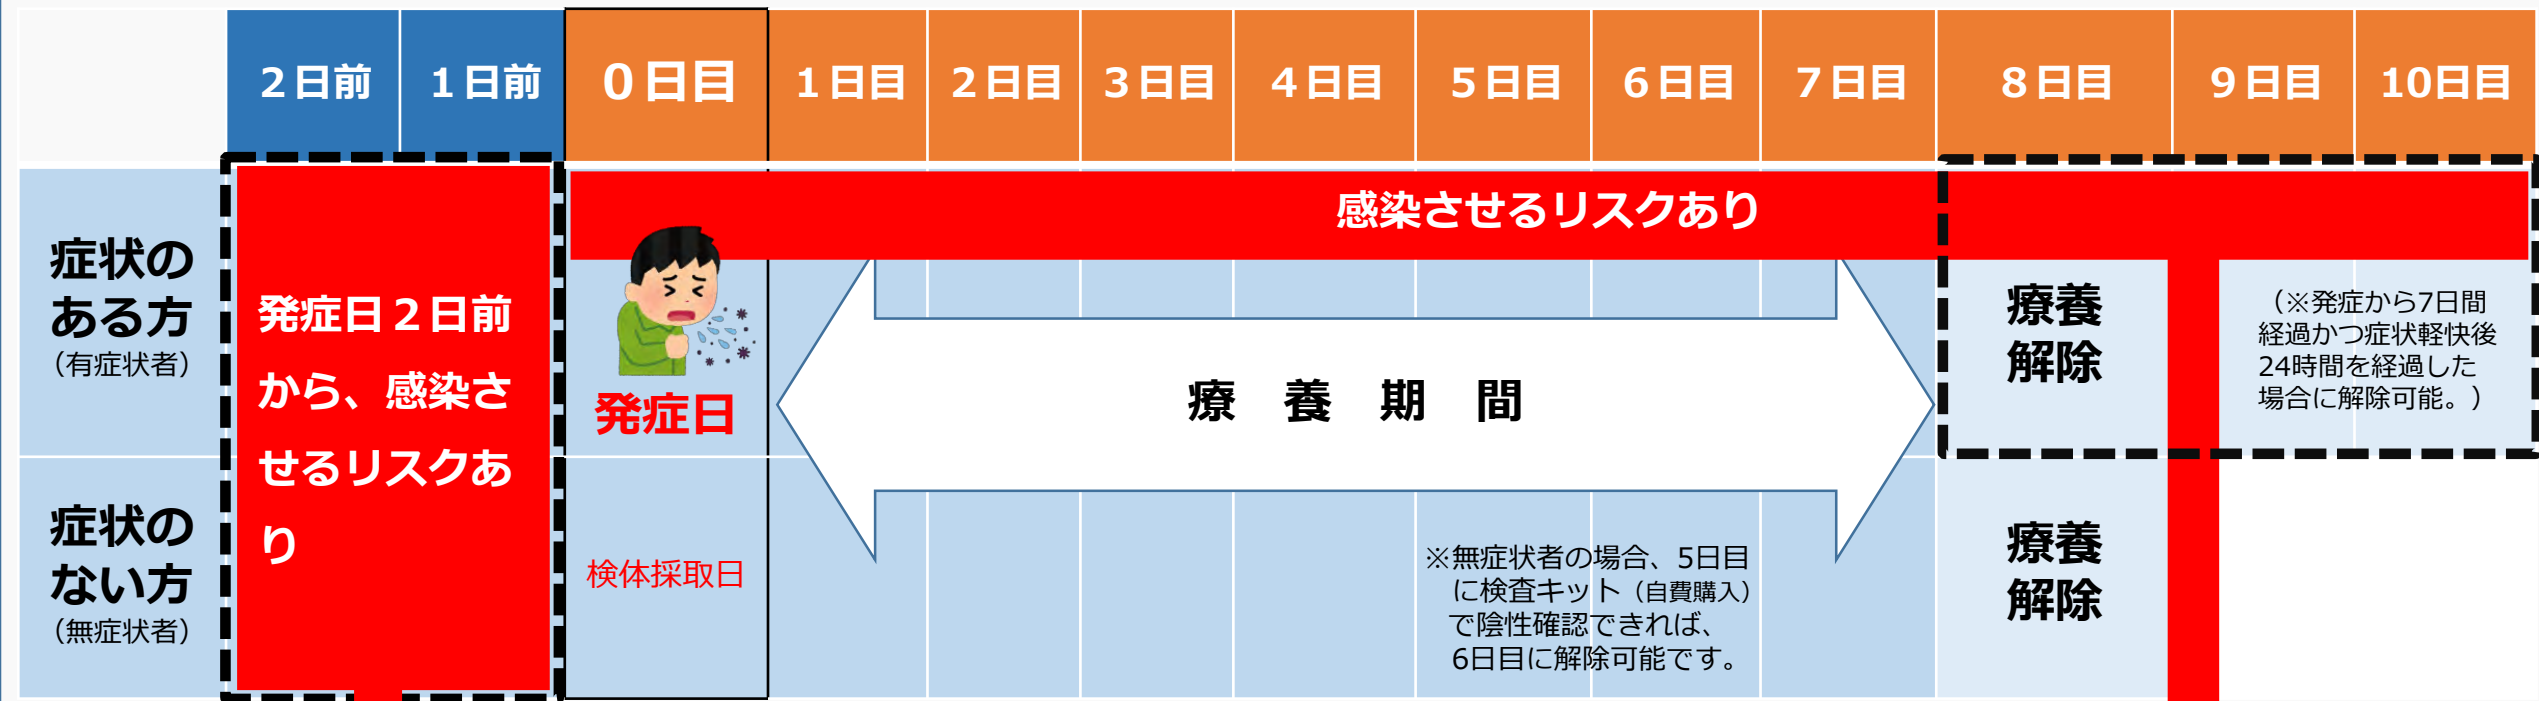 ２日前
１日前
０日目
１日目
２日目
３日目
４日目
５日目
６日目
７日目
８日目
９日目
10日目
症状の
ある方
（有症状者）
発症日２日前
から、感染さ
せるリスクあ
り
感染させるリスクあり
発症日
療　養　期　間
療養
解除
（※発症から7日間
経過かつ症状軽快後
24時間を経過した
場合に解除可能。）
症状の
ない方
（無症状者）
検体採取日
※無症状者の場合、5日目
に検査キット（自費購入）
で陰性確認できれば、
6日目に解除可能です。
療養
解除